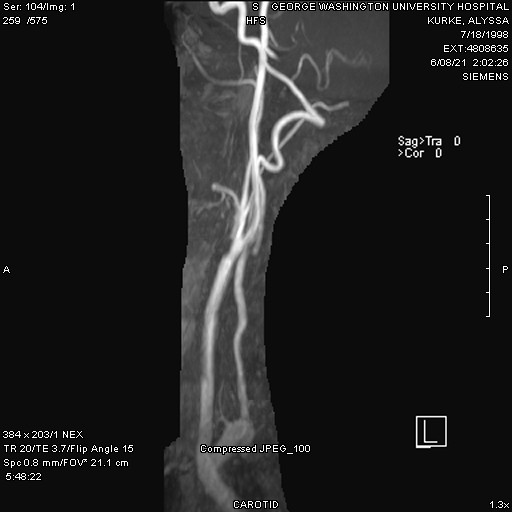 Ser: 104/Img: 1
259 /575
S
HFS
GEORGE WASHINGTON UNIVERSITY HOSPITAL
KURKE, ALYSSA
7/18/1998
EXT:4808635
6/08/21 2:02:26
SIEMENS
Sag>Tra 0
>Cor 0
A
P
384 x 203/1 NEX
TR 20/TE 3.7/Flip Angle 15
Spc 0.8 mm/FOV* 21.1 cm
5:48:22
Compressed JPEG_100
L
CAROTID
1.3x